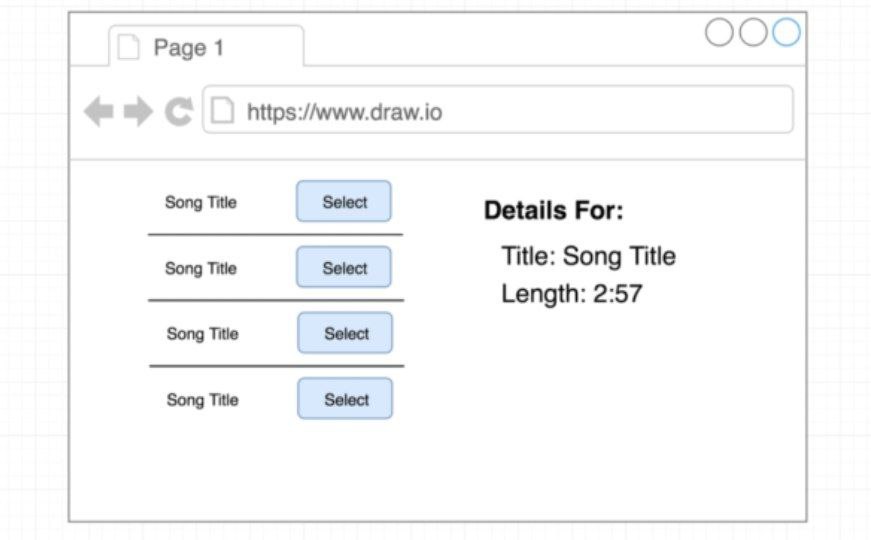 Page 1
https://www.draw.io
Song Title Select
Song Title Select
Song Title Select
Song Title Select
Details For:
Title: Song Title
Length: 2:57